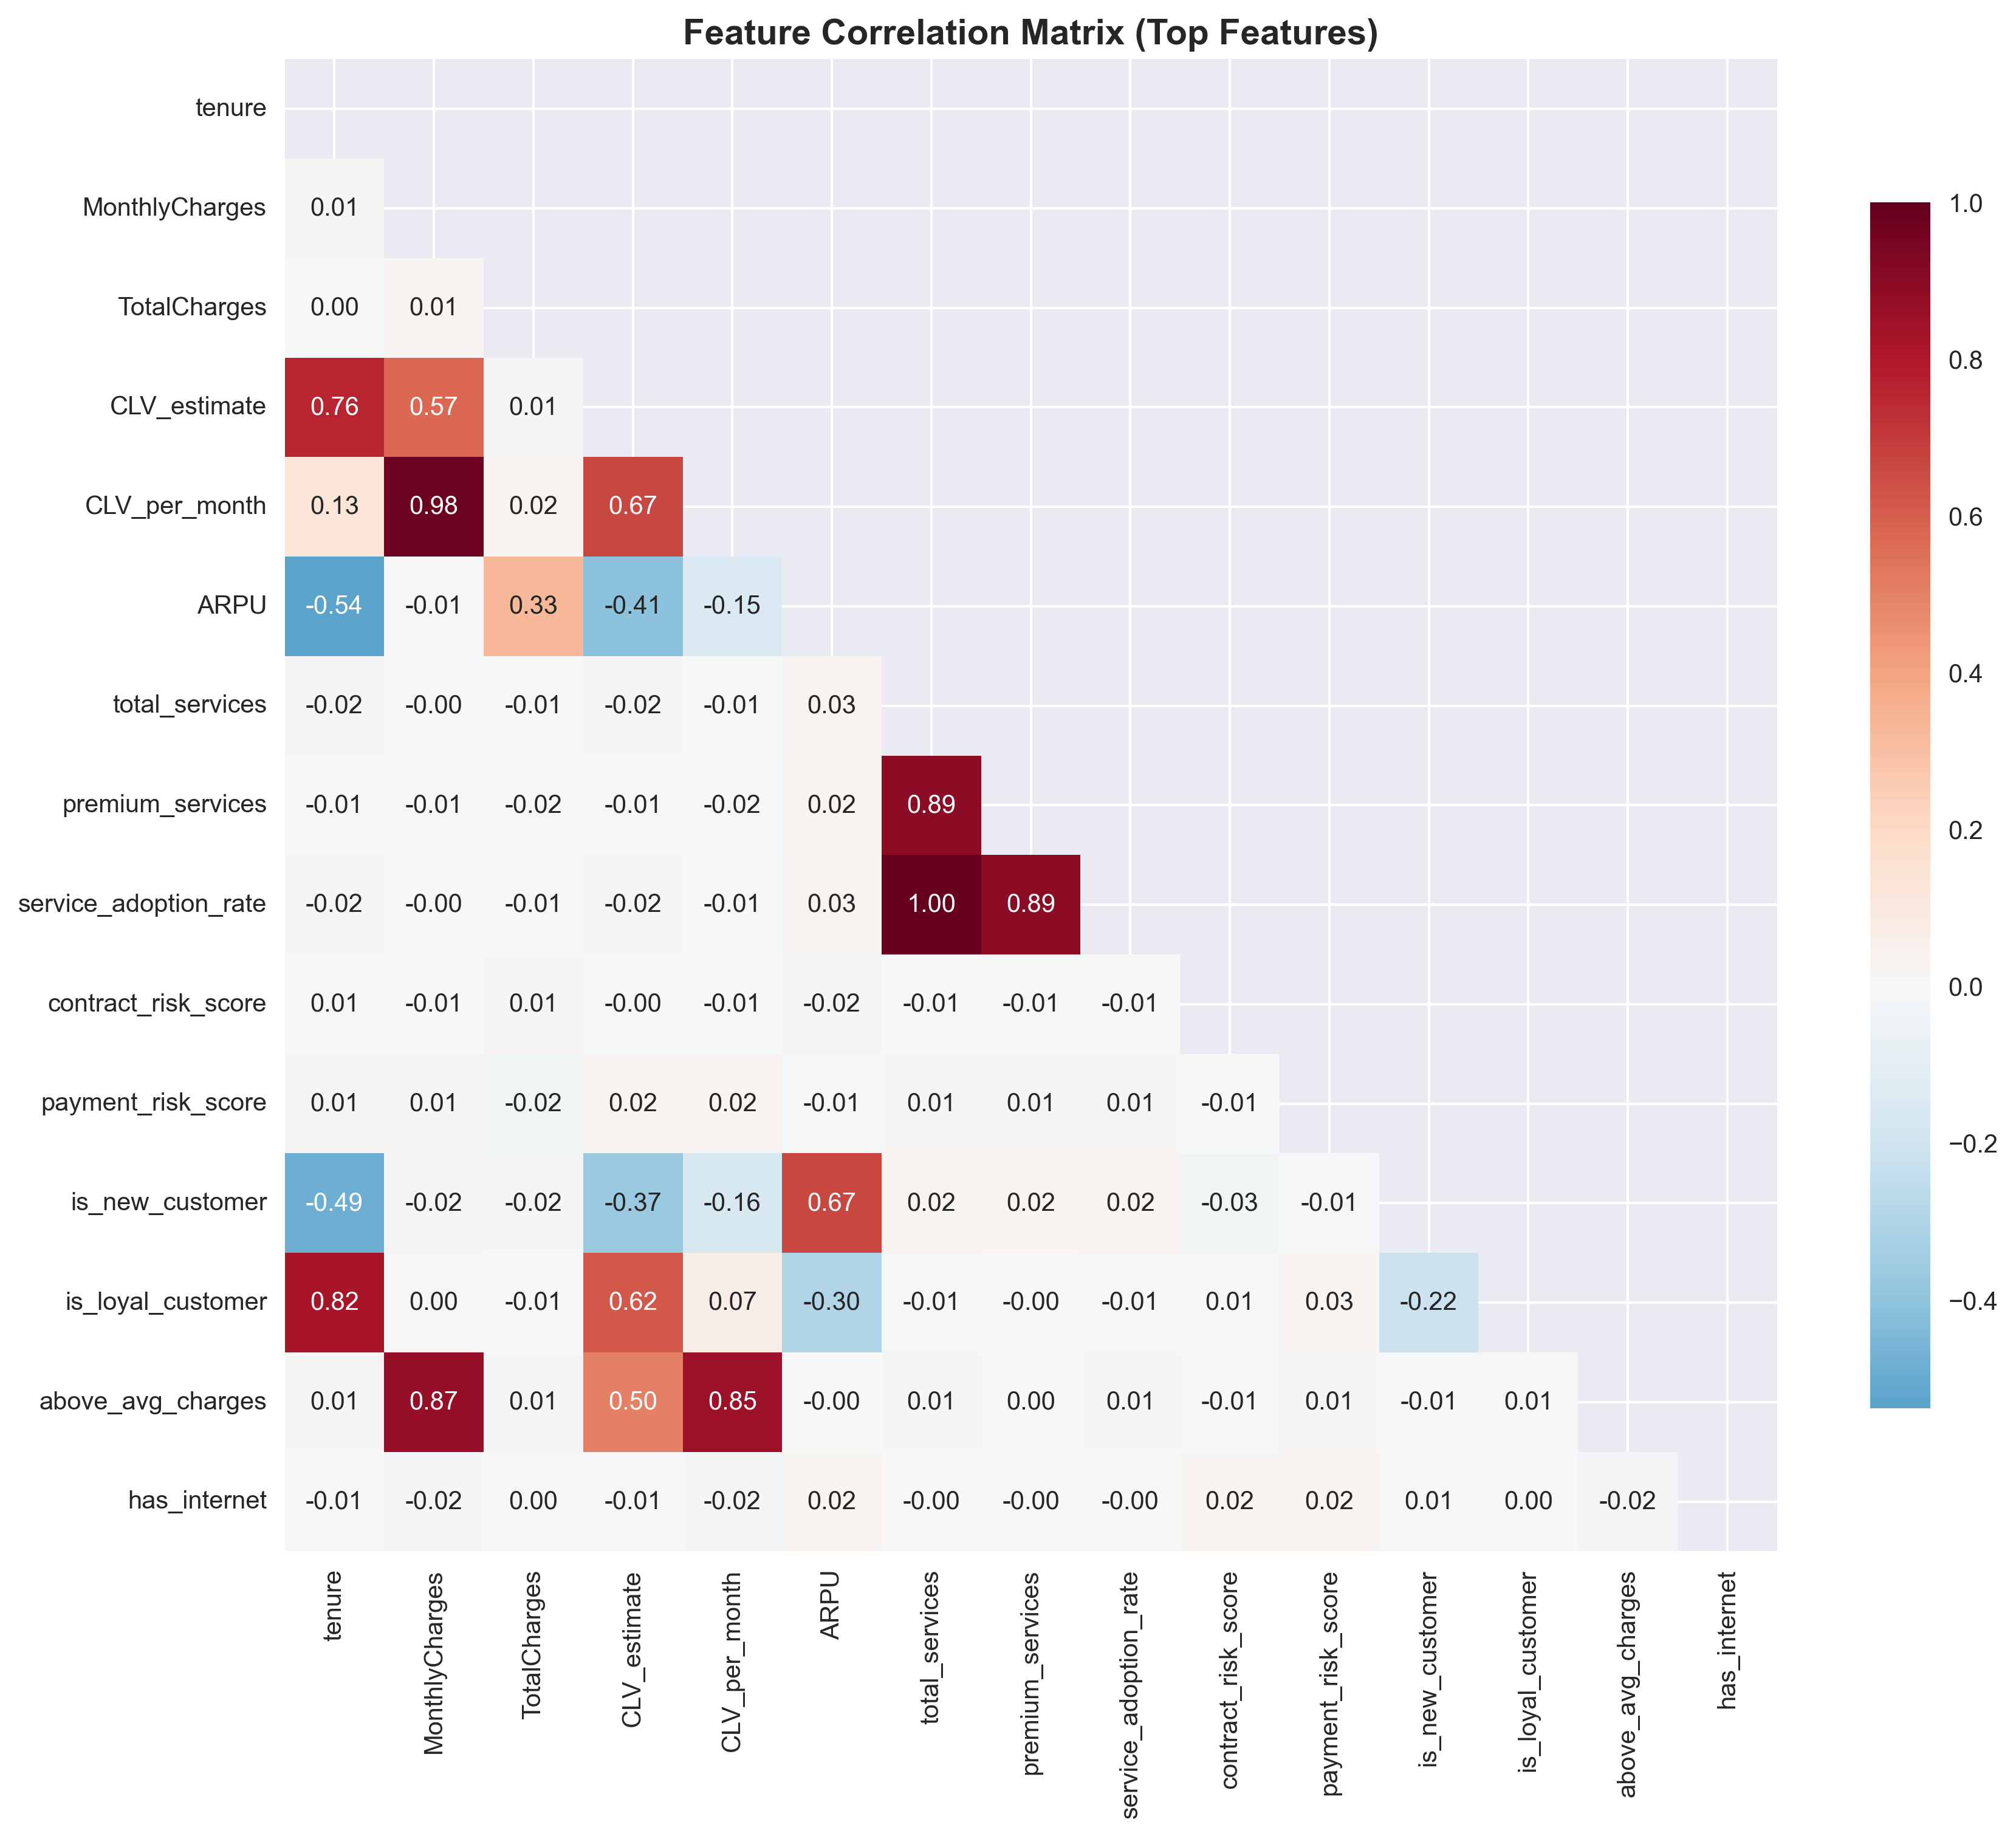 Feature Correlation Matrix (Top Features)
tenure
MonthlyCharges 0.01
TotalCharges 0.00 0.01
CLV_estimate 0.76 0.57 0.01
CLV_per_month 0.13 0.98 0.02 0.67
ARPU -0.54 -0.01 0.33 -0.41 -0.15
total_services -0.02 -0.00 -0.01 -0.02 -0.01 0.03
premium_services -0.01 -0.01 -0.02 -0.01 -0.02 0.02 0.89
service_adoption_rate -0.02 -0.00 -0.01 -0.02 -0.01 0.03 1.00 0.89
contract_risk_score 0.01 -0.01 0.01 -0.00 -0.01 -0.02 -0.01 -0.01 -0.01
payment_risk_score 0.01 0.01 -0.02 0.02 0.02 -0.01 0.01 0.01 0.01 -0.01
is_new_customer -0.49 -0.02 -0.02 -0.37 -0.16 0.67 0.02 0.02 0.02 -0.03 -0.01
is_loyal_customer 0.82 0.00 -0.01 0.62 0.07 -0.30 -0.01 -0.00 -0.01 0.01 0.03 -0.22
above_avg_charges 0.01 0.87 0.01 0.50 0.85 -0.00 0.01 0.00 0.01 -0.01 0.01 -0.01 0.01
has_internet -0.01 -0.02 0.00 -0.01 -0.02 0.02 -0.00 -0.00 -0.00 0.02 0.02 0.01 0.00 -0.02
tenure
MonthlyCharges
TotalCharges
CLV_estimate
CLV_per_month
ARPU
total_services
premium_services
service_adoption_rate
contract_risk_score
payment_risk_score
is_new_customer
is_loyal_customer
above_avg_charges
has_internet
1.0
0.8
0.6
0.4
0.2
0.0
−0.2
−0.4